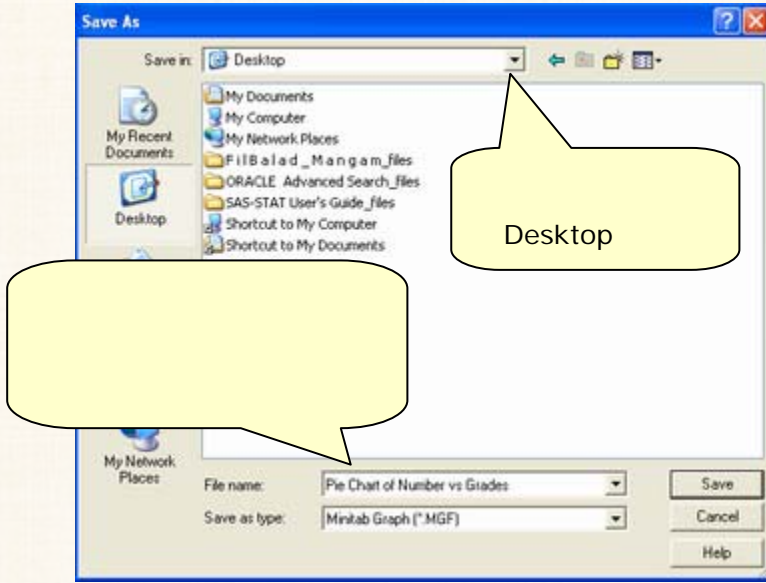 Save As
Save in: Desktop
My Recent
Documents
Desktop
My Network
Places
My Documents
My Computer
My Network Places
F i l B a l a d _ M a n g a m_files
ORACLE Advanced Search_files
SAS-STAT User's Guide_files
Shortcut to My Computer
Shortcut to My Documents
Desktop
File name: Pie Chart of Number vs Grades
Save
Save as type: Minitab Graph (*.MGF)
Cancel
Help